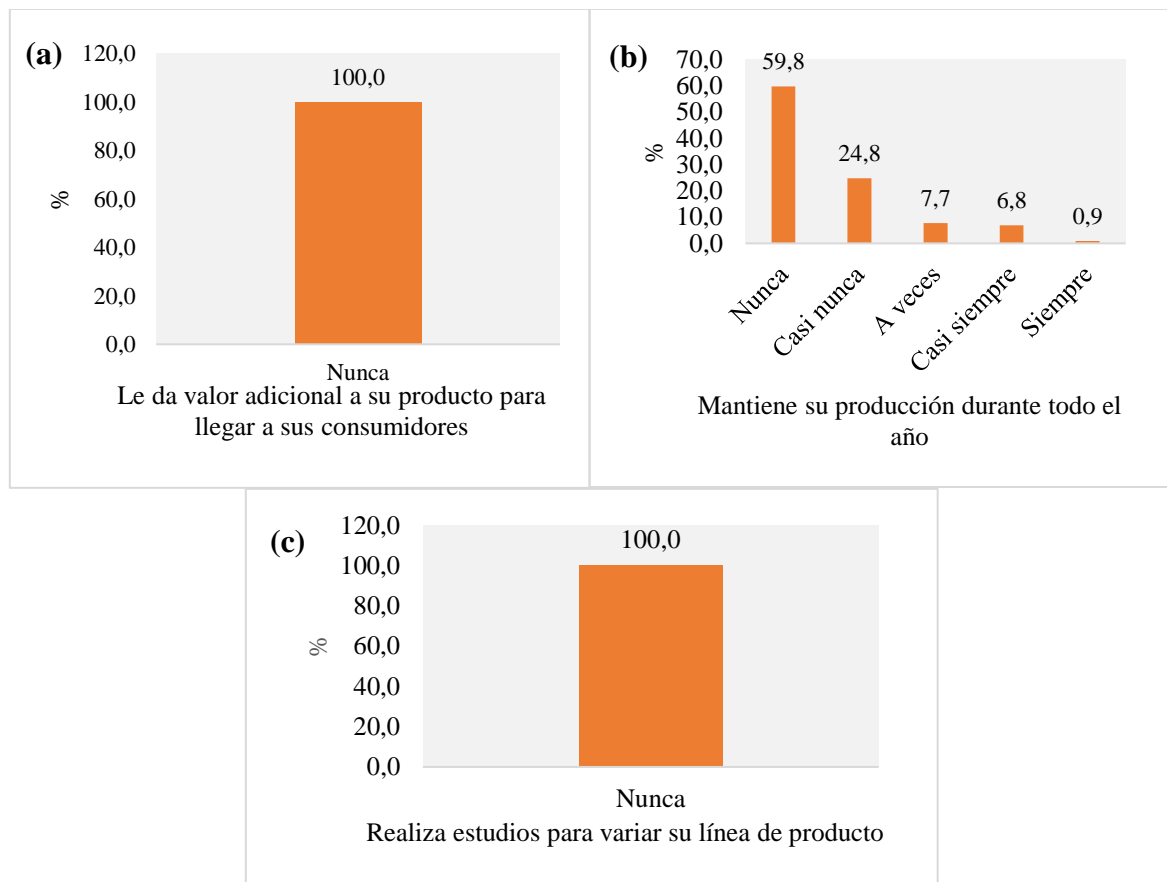 (a)
120,0
100,0
80,0
60,0
40,0
20,0
0,0
%
100,0
Nunca
Le da valor adicional a su producto para
llegar a sus consumidores
(b)
70,0
60,0
50,0
40,0
30,0
20,0
10,0
0,0
%
59,8
24,8
7,7
6,8
0,9
Nunca
Casi nunca
A veces
Casi siempre
Siempre
Mantiene su producción durante todo el
año
(c)
120,0
100,0
80,0
60,0
40,0
20,0
0,0
%
100,0
Nunca
Realiza estudios para variar su línea de producto